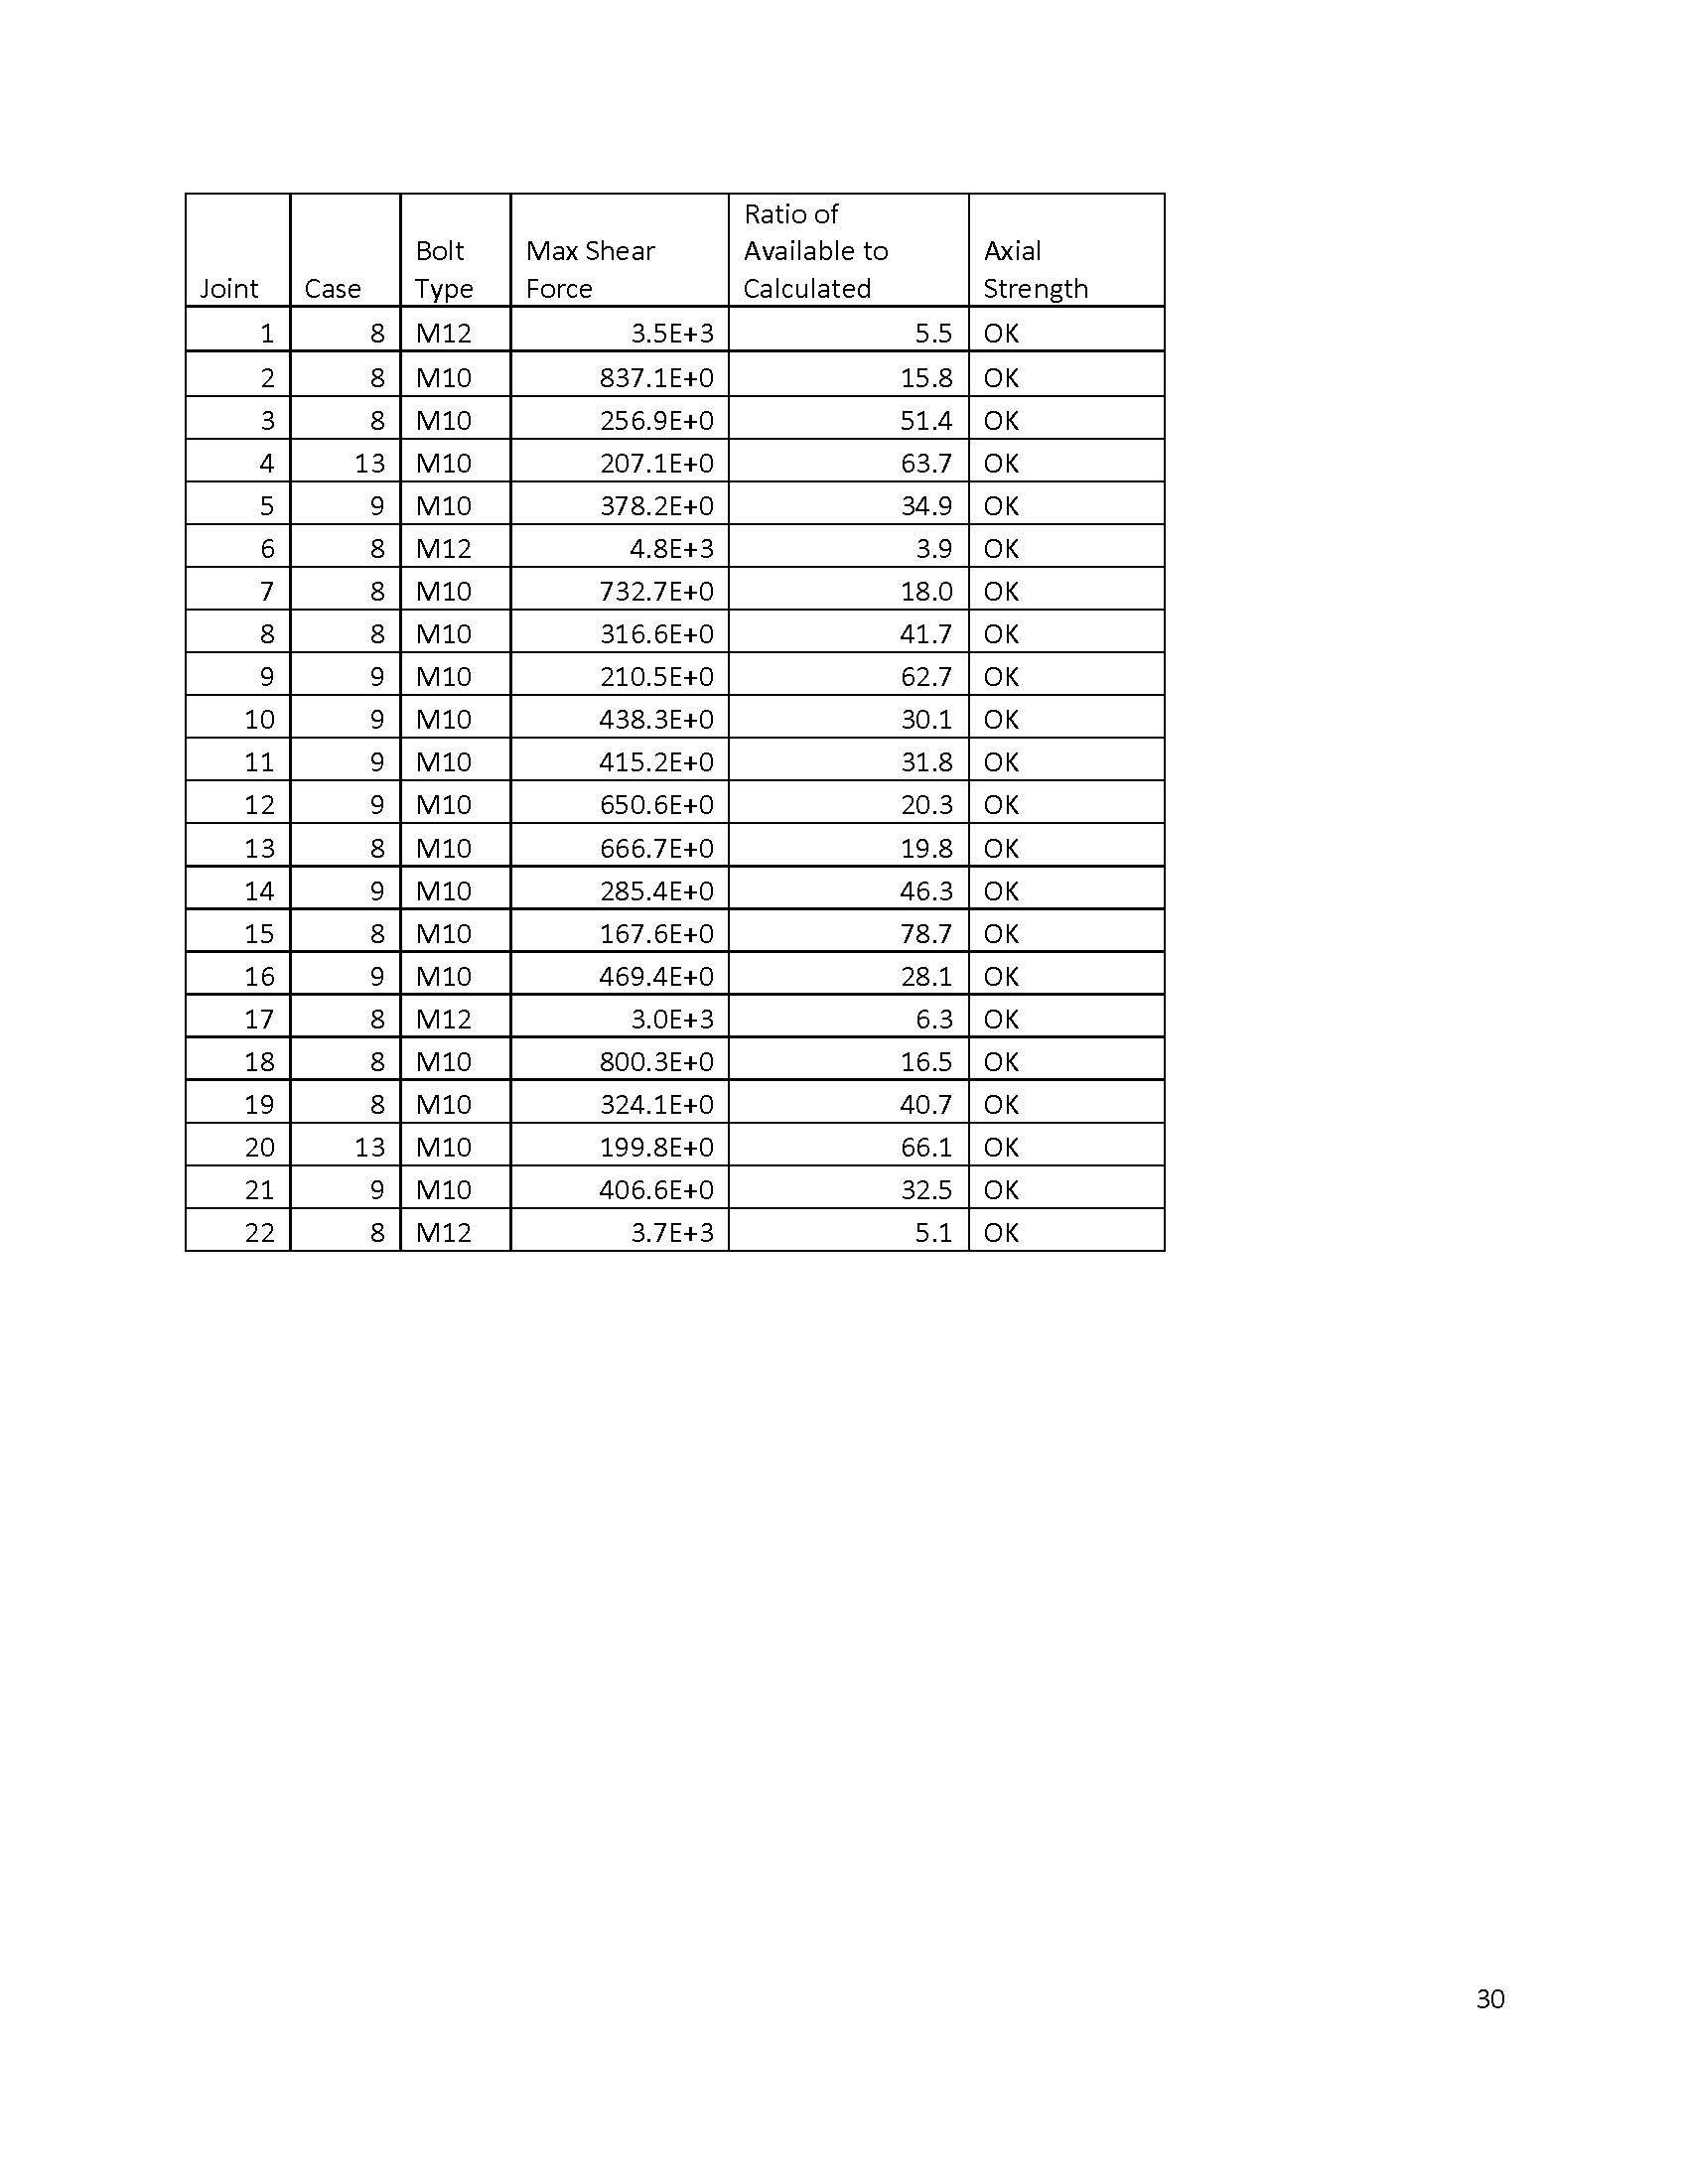 Joint Case Bolt Type Max Shear Force Ratio of Available to Calculated Axial Strength
1 8 M12 3.5E+3 5.5 OK
2 8 M10 837.1E+0 15.8 OK
3 8 M10 256.9E+0 51.4 OK
4 13 M10 207.1E+0 63.7 OK
5 9 M10 378.2E+0 34.9 OK
6 8 M12 4.8E+3 3.9 OK
7 8 M10 732.7E+0 18.0 OK
8 8 M10 316.6E+0 41.7 OK
9 9 M10 210.5E+0 62.7 OK
10 9 M10 438.3E+0 30.1 OK
11 9 M10 415.2E+0 31.8 OK
12 9 M10 650.6E+0 20.3 OK
13 8 M10 666.7E+0 19.8 OK
14 9 M10 285.4E+0 46.3 OK
15 8 M10 167.6E+0 78.7 OK
16 9 M10 469.4E+0 28.1 OK
17 8 M12 3.0E+3 6.3 OK
18 8 M10 800.3E+0 16.5 OK
19 8 M10 324.1E+0 40.7 OK
20 13 M10 199.8E+0 66.1 OK
21 9 M10 406.6E+0 32.5 OK
22 8 M12 3.7E+3 5.1 OK
30